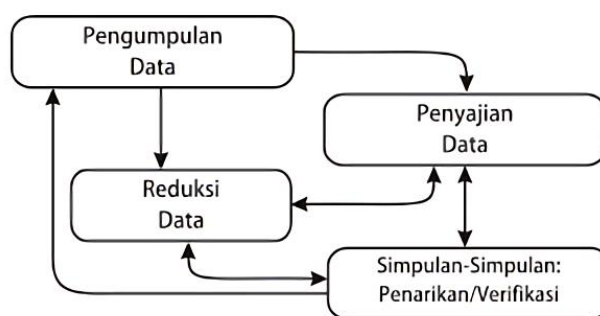 Pengumpulan
Data
Penyajian
Data
Reduksi
Data
Simpulan-Simpulan:
Penarikan/Verifikasi